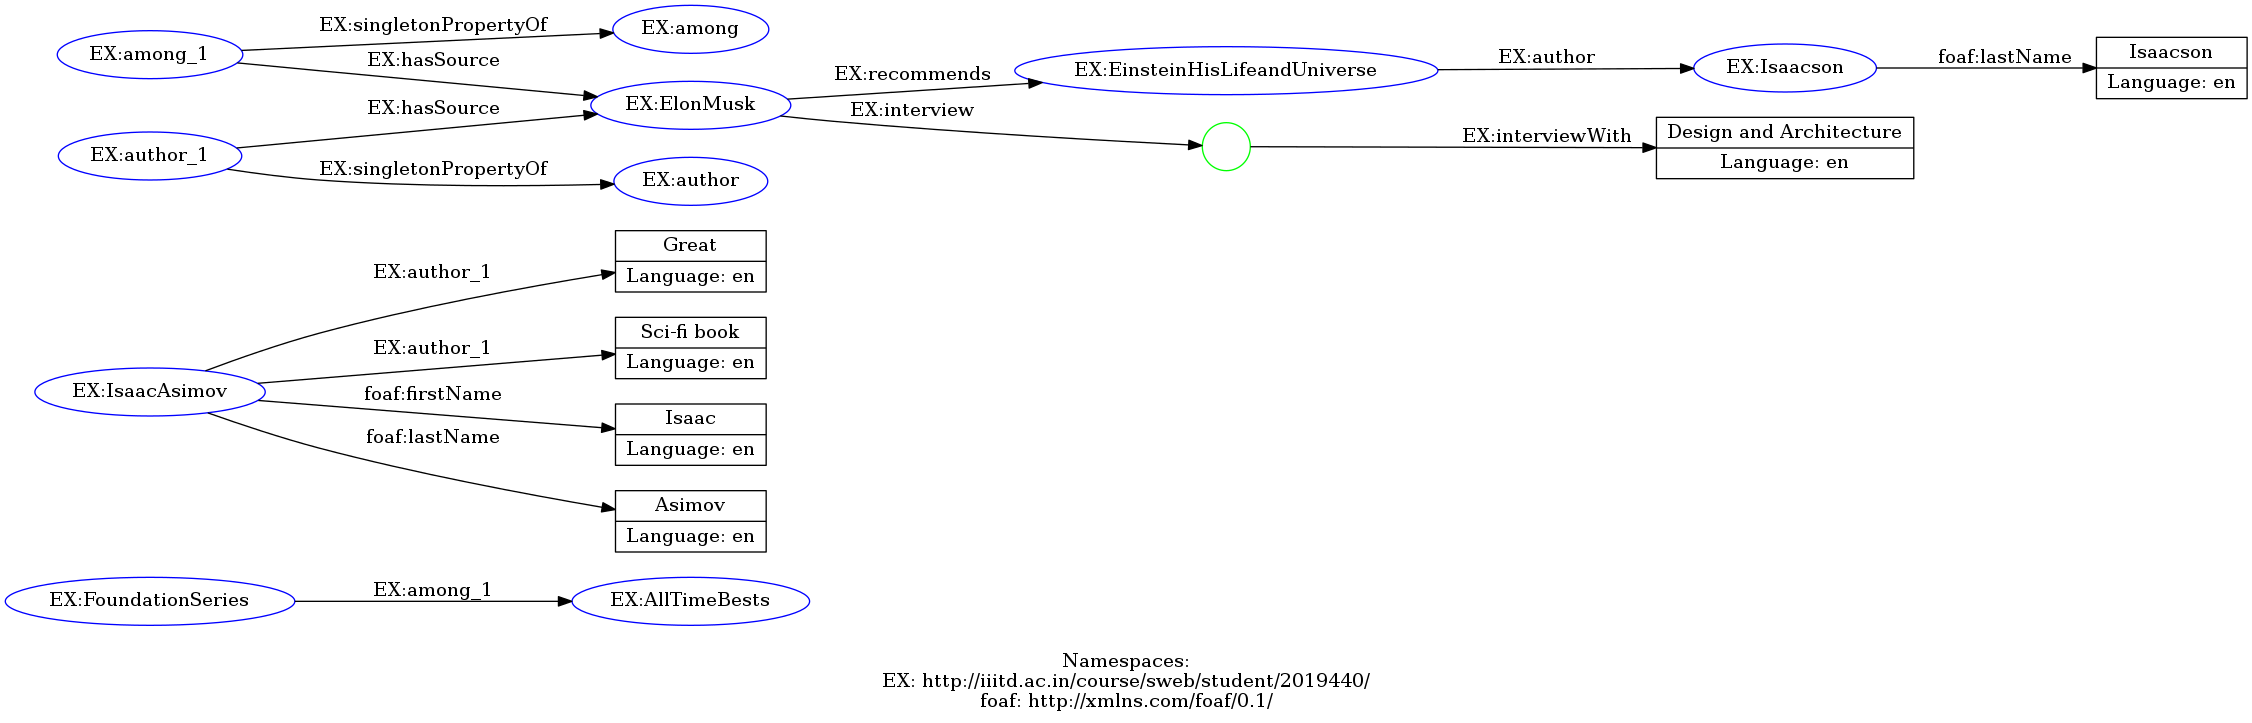 EX:singletonPropertyOf
EX:among
EX:among_1
EX:hasSource
EX:ElonMusk
EX:recommends
EX:EinsteinHisLifeandUniverse
EX:author
EX:Isaacson
foaf:lastName
Isaacson
Language: en
EX:hasSource
EX:interview
EX:interviewWith
Design and Architecture
Language: en
EX:author_1
EX:singletonPropertyOf
EX:author
Great
Language: en
EX:author_1
Sci-fi book
Language: en
EX:author_1
EX:IsaacAsimov
foaf:firstName
Isaac
Language: en
foaf:lastName
Asimov
Language: en
EX:FoundationSeries
EX:among_1
EX:AllTimeBests
Namespaces:
EX: http://iiitd.ac.in/course/sweb/student/2019440/
foaf: http://xmlns.com/foaf/0.1/